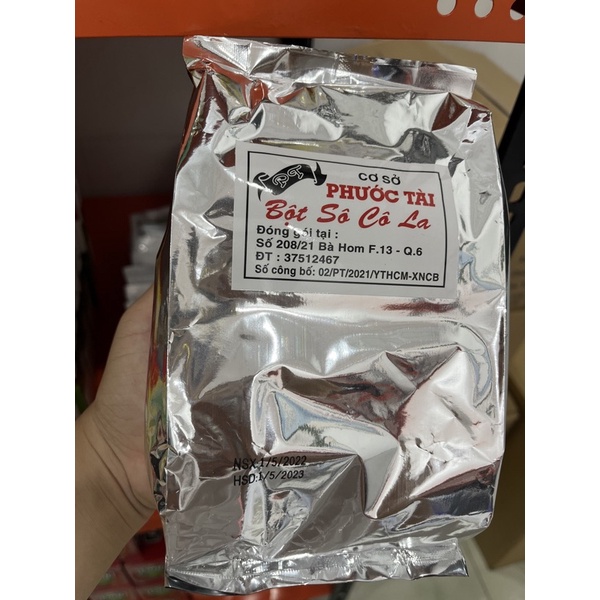 PT
CƠ SỞ
PHƯỚC TÀI
Bột Sô Cô La
Đóng gói tại :
Số 208/21 Bà Hom F.13 - Q.6
ĐT : 37512467
Số công bố: 02/PT/2021/YTHCM-XNCB
NSX:1/5/2022
HSD:1/5/2023